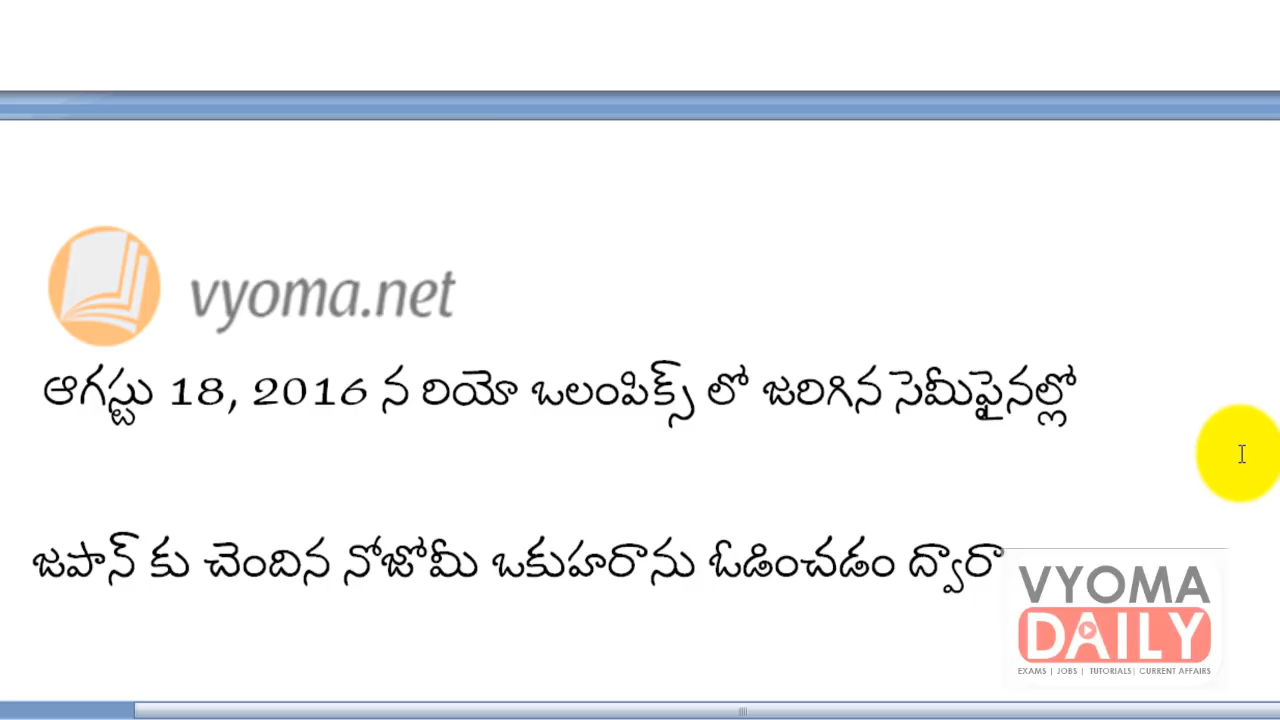 vyoma.net
ఆగస్టు 18, 2016 న రియో ఒలంపిక్స్ లో జరిగిన సెమీఫైనల్లో
జపాన్ కు చెందిన నోజోమీ ఒకుహరాను ఓడించడం ద్వారా
VYOMA
DAILY
EXAMS | JOBS | TUTORIALS | CURRENT AFFAIRS